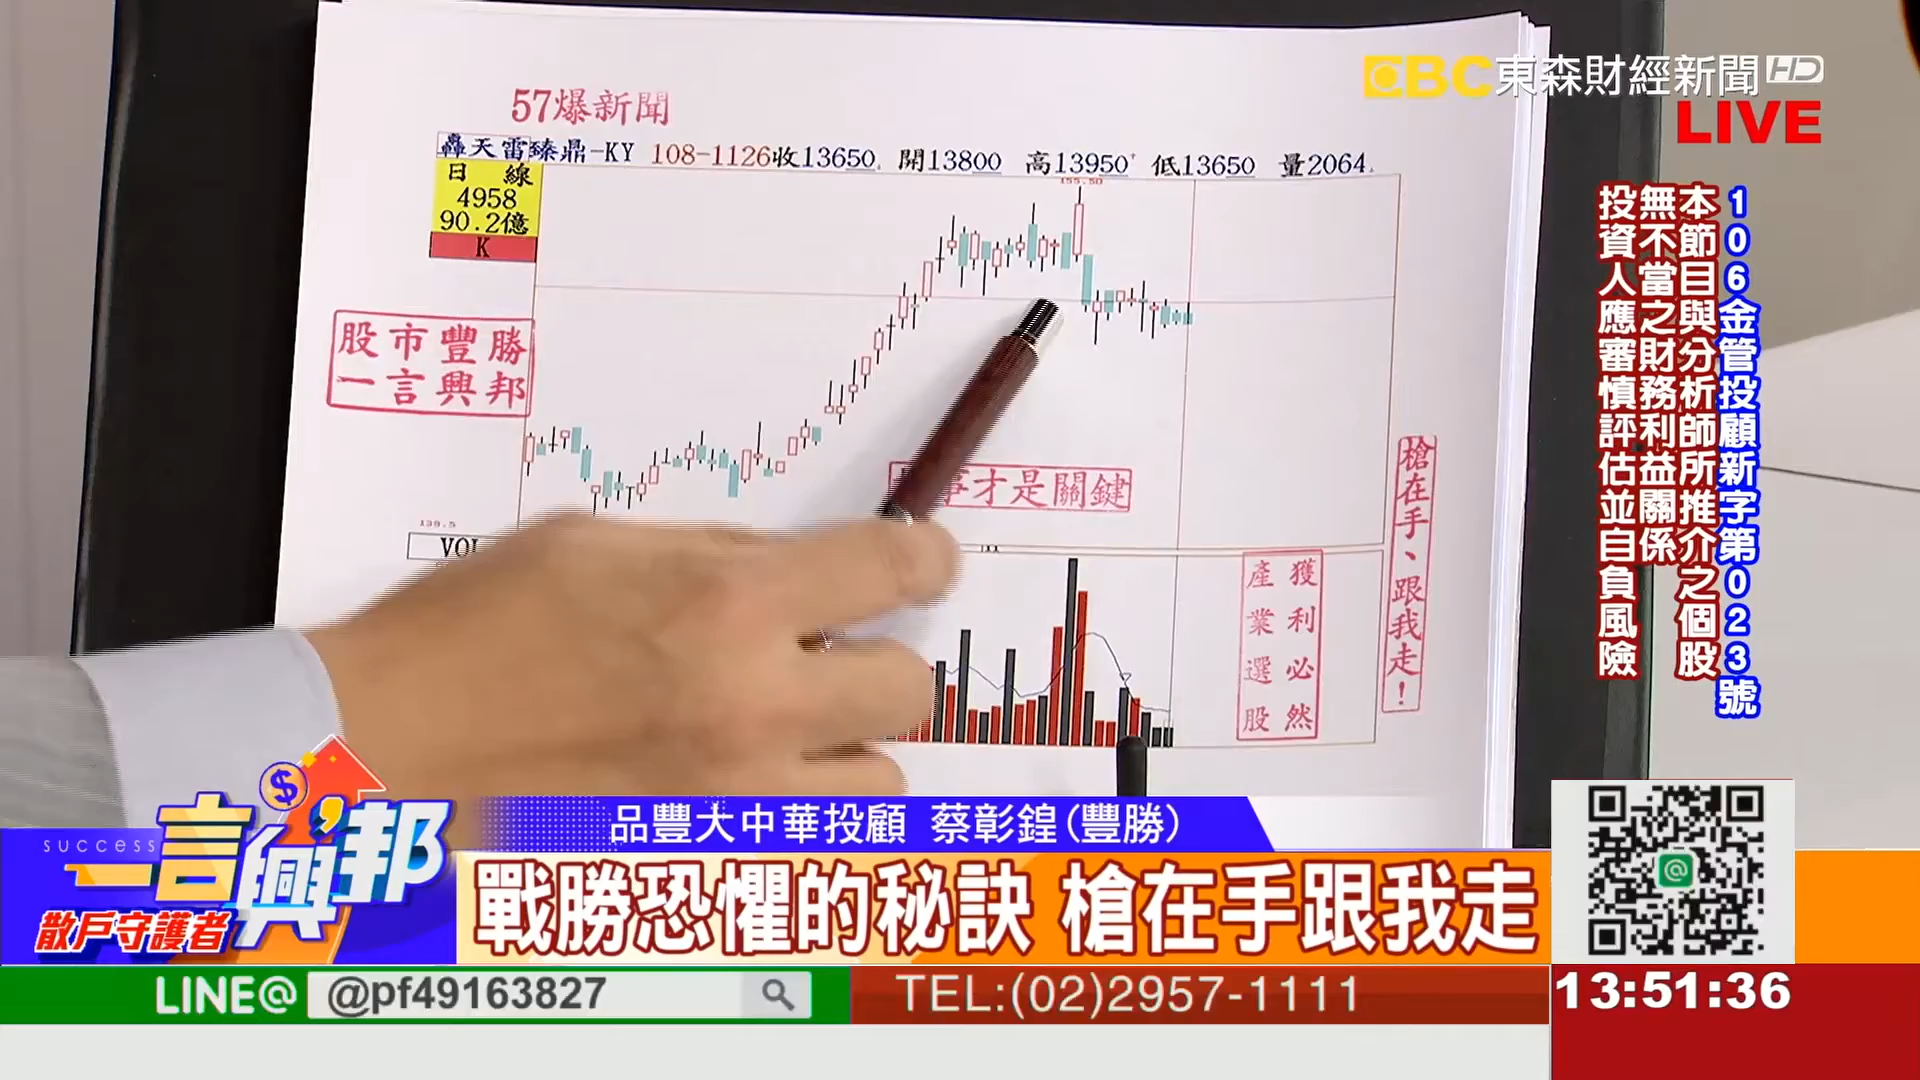 57爆新聞
轟天雷臻鼎-KY 108-1126收13650 開13800 高13950 低13650 量2064
日 線
4958
90.2億
K
155.50
股市豐勝
一言興邦
才是關鍵
138.5
VOL
槍在手、跟我走!
獲利必然
產業選股
EBC東森財經新聞HD
LIVE
106金管投顧新字第023號
本節目與分析師所推介之個股
無不當之財務利益關係
投資人應審慎評估並自負風險
success
一言興邦
散戶守護者
品豐大中華投顧 蔡彰鍠(豐勝)
戰勝恐懼的秘訣 槍在手跟我走
LINE@ @pf49163827
TEL:(02)2957-1111
13:51:36